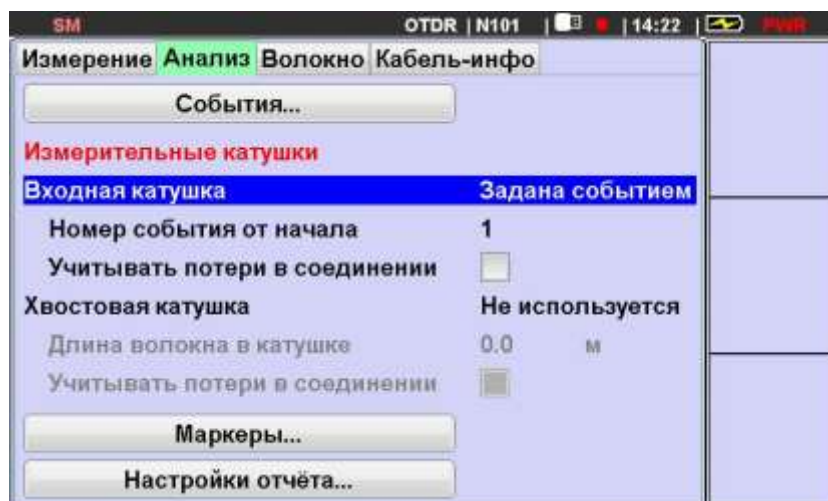 SM OTDR | N101 | | 14:22 | PWR
Измерение Анализ Волокно Кабель-инфо
События...
Измерительные катушки
Входная катушка Задана событием
Номер события от начала 1
Учитывать потери в соединении
Хвостовая катушка Не используется
Длина волокна в катушке 0.0 м
Учитывать потери в соединении
Маркеры...
Настройки отчёта...